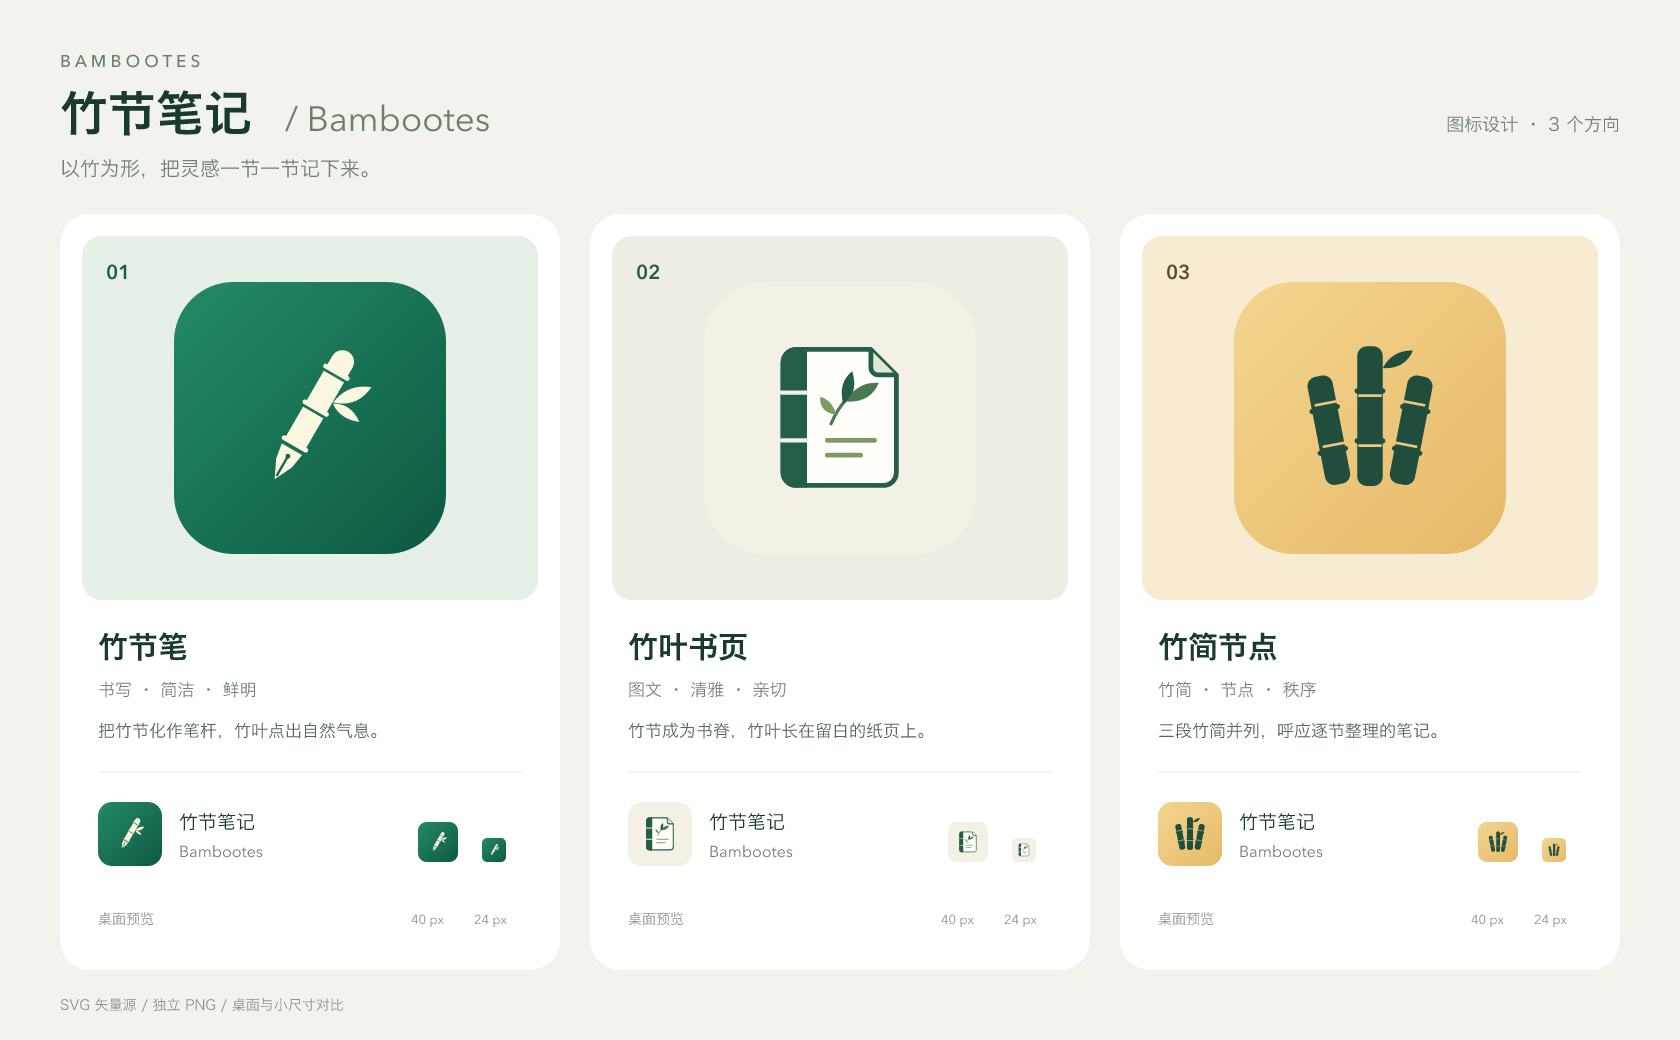 BAMBOOTES
竹节笔记 / Bambootes
图标设计 · 3 个方向
以竹为形，把灵感一节一节记下来。
01
竹节笔
书写 · 简洁 · 鲜明
把竹节化作笔杆，竹叶点出自然气息。
竹节笔记
Bambootes
桌面预览
40 px
24 px
02
竹叶书页
图文 · 清雅 · 亲切
竹节成为书脊，竹叶长在留白的纸页上。
竹节笔记
Bambootes
桌面预览
40 px
24 px
03
竹简节点
竹简 · 节点 · 秩序
三段竹简并列，呼应逐节整理的笔记。
竹节笔记
Bambootes
桌面预览
40 px
24 px
SVG 矢量源 / 独立 PNG / 桌面与小尺寸对比